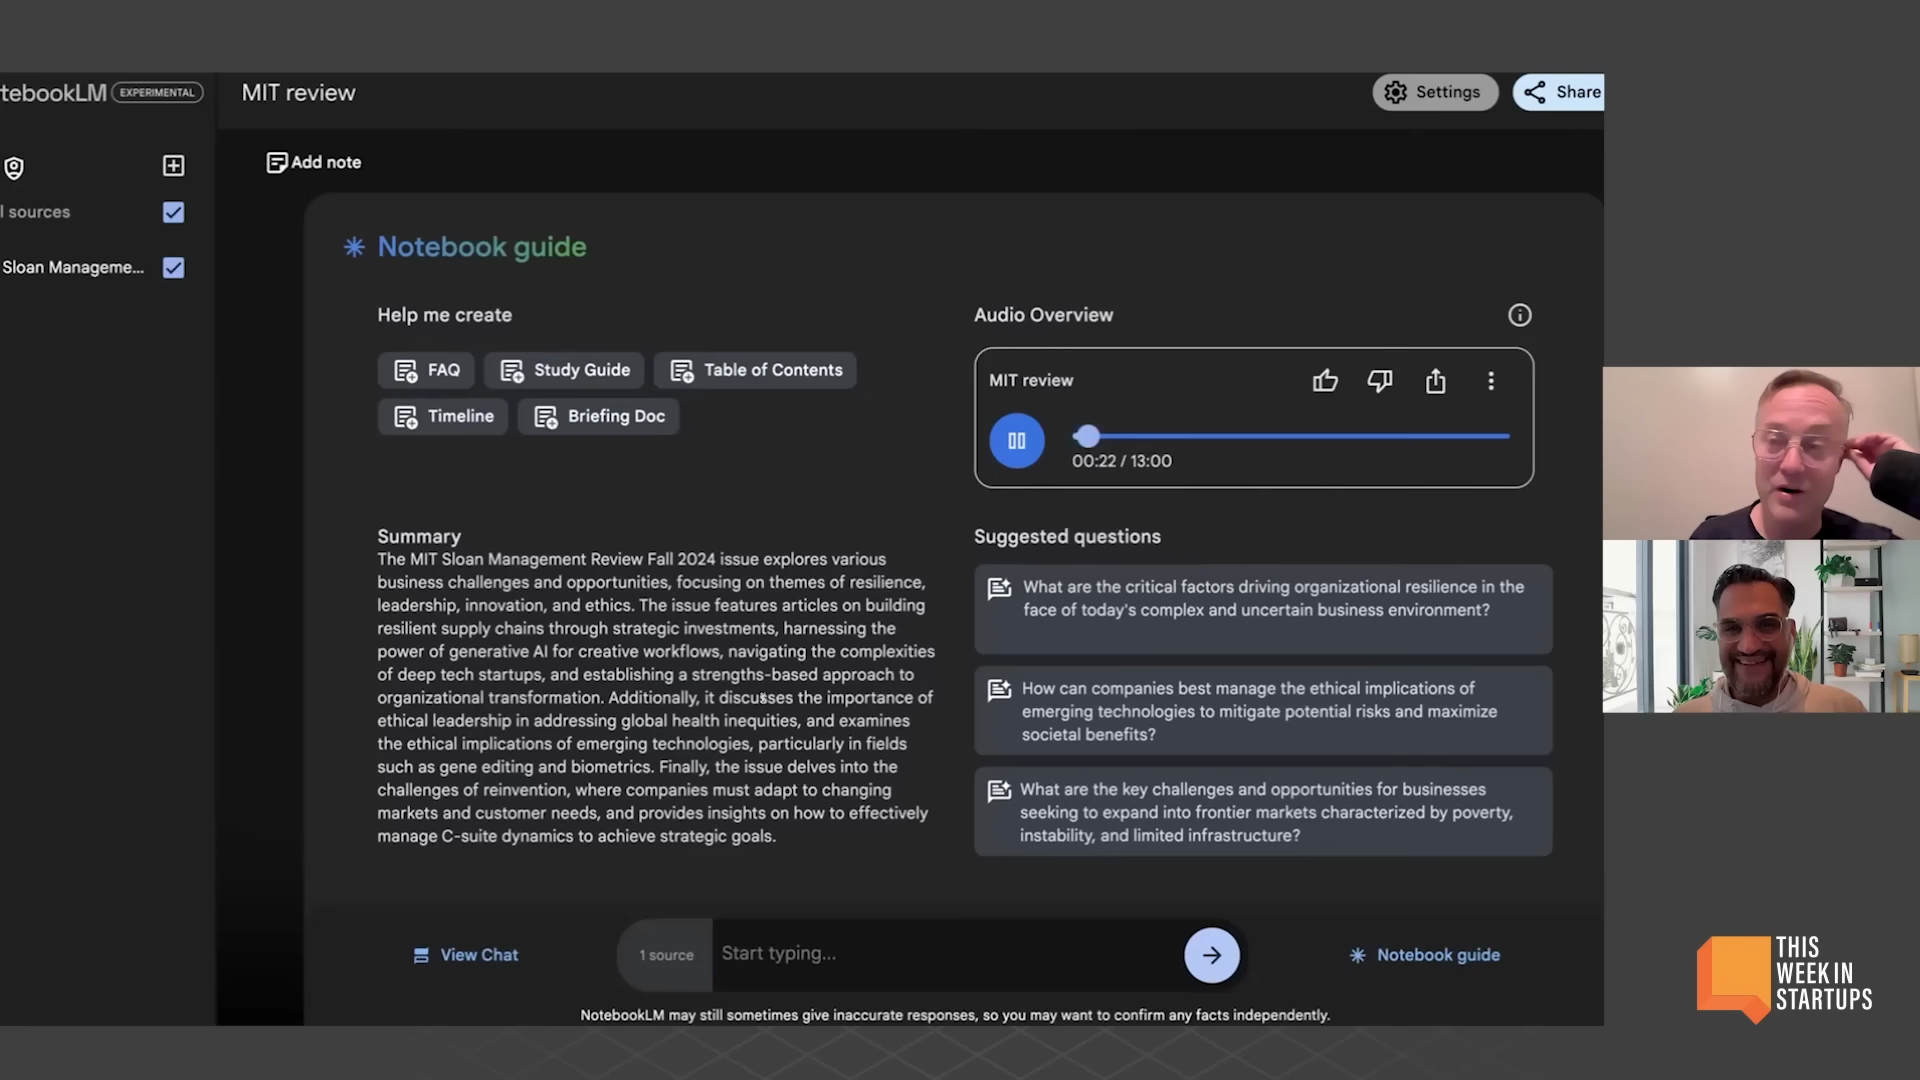 tebookLM EXPERIMENTAL
MIT review
Settings
Share
Add note
l sources
Sloan Manageme...
Notebook guide
Help me create
FAQ
Study Guide
Table of Contents
Timeline
Briefing Doc
Audio Overview
MIT review
00:22 / 13:00
Summary
The MIT Sloan Management Review Fall 2024 issue explores various
business challenges and opportunities, focusing on themes of resilience,
leadership, innovation, and ethics. The issue features articles on building
resilient supply chains through strategic investments, harnessing the
power of generative AI for creative workflows, navigating the complexities
of deep tech startups, and establishing a strengths-based approach to
organizational transformation. Additionally, it discusses the importance of
ethical leadership in addressing global health inequities, and examines
the ethical implications of emerging technologies, particularly in fields
such as gene editing and biometrics. Finally, the issue delves into the
challenges of reinvention, where companies must adapt to changing
markets and customer needs, and provides insights on how to effectively
manage C-suite dynamics to achieve strategic goals.
Suggested questions
What are the critical factors driving organizational resilience in the
face of today's complex and uncertain business environment?
How can companies best manage the ethical implications of
emerging technologies to mitigate potential risks and maximize
societal benefits?
What are the key challenges and opportunities for businesses
seeking to expand into frontier markets characterized by poverty,
instability, and limited infrastructure?
View Chat
1 source
Start typing...
Notebook guide
NotebookLM may still sometimes give inaccurate responses, so you may want to confirm any facts independently.
THIS
WEEK IN
STARTUPS